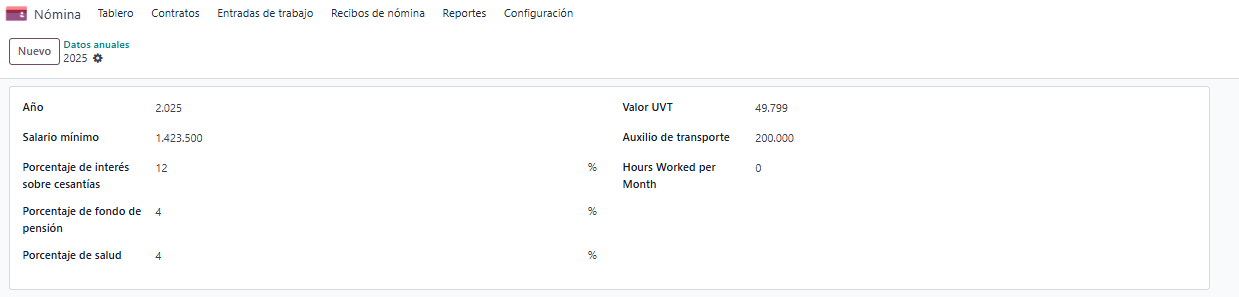 Nómina Tablero Contratos Entradas de trabajo Recibos de nómina Reportes Configuración
Nuevo
Datos anuales
2025
Año 2.025
Valor UVT 49.799
Salario mínimo 1.423.500
Auxilio de transporte 200.000
Porcentaje de interés
sobre cesantías 12 %
Hours Worked per
Month 0
Porcentaje de fondo de
pensión 4 %
Porcentaje de salud 4 %